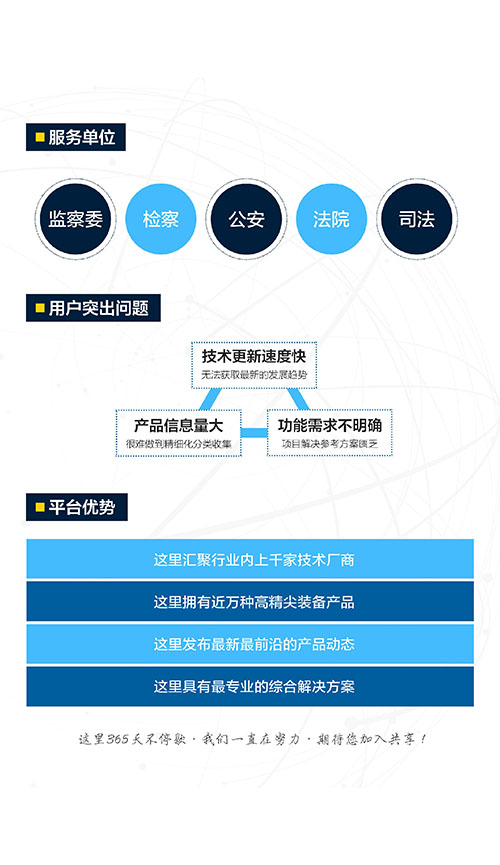 服务单位
监察委
检察
公安
法院
司法
用户突出问题
技术更新速度快
无法获取最新的发展趋势
产品信息量大
很难做到精细化分类收集
功能需求不明确
项目解决参考方案匮乏
平台优势
这里汇聚行业内上千家技术厂商
这里拥有近万种高精尖装备产品
这里发布最新最前沿的产品动态
这里具有最专业的综合解决方案
这里365天不停歇·我们一直在努力·期待您加入共享！